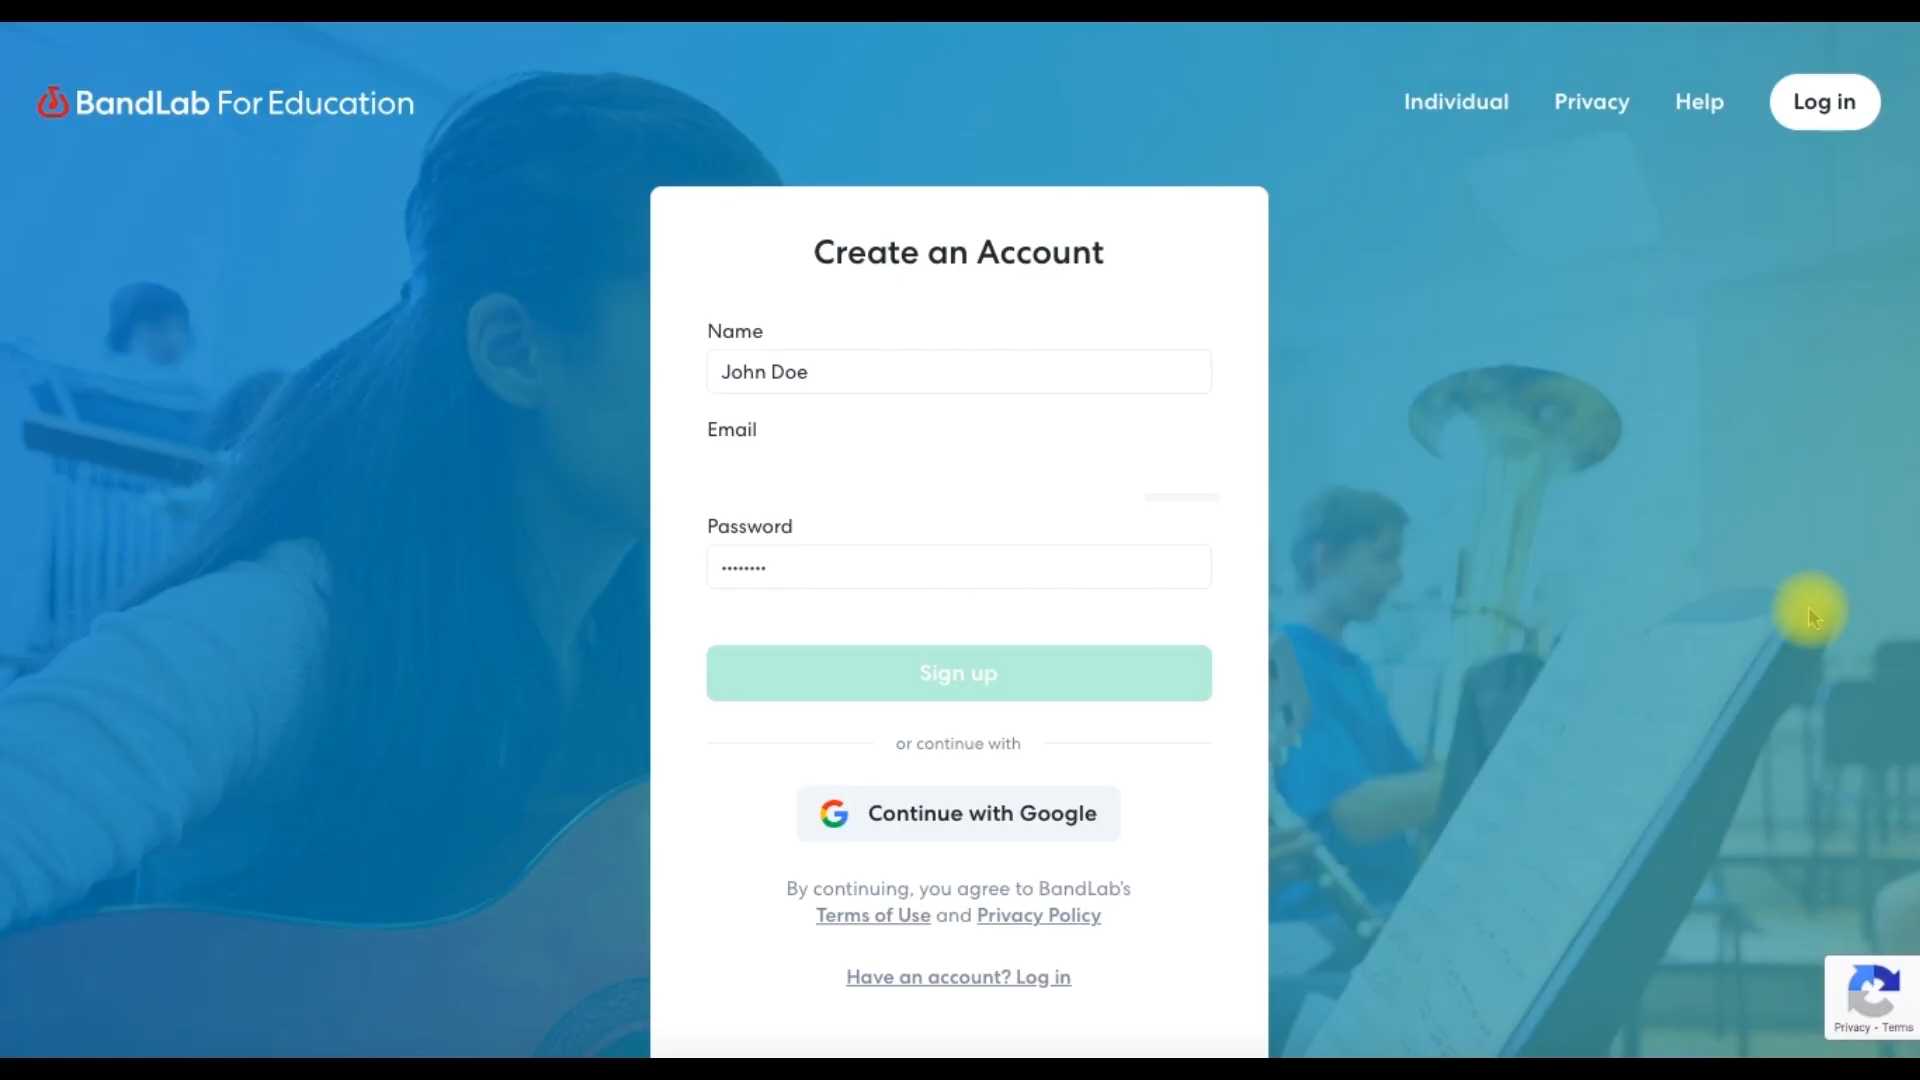 BandLab For Education
Individual
Privacy
Help
Log in
Create an Account
Name
John Doe
Email
Password
••••••••
Sign up
or continue with
Continue with Google
By continuing, you agree to BandLab's
Terms of Use and Privacy Policy
Have an account? Log in
Privacy - Terms